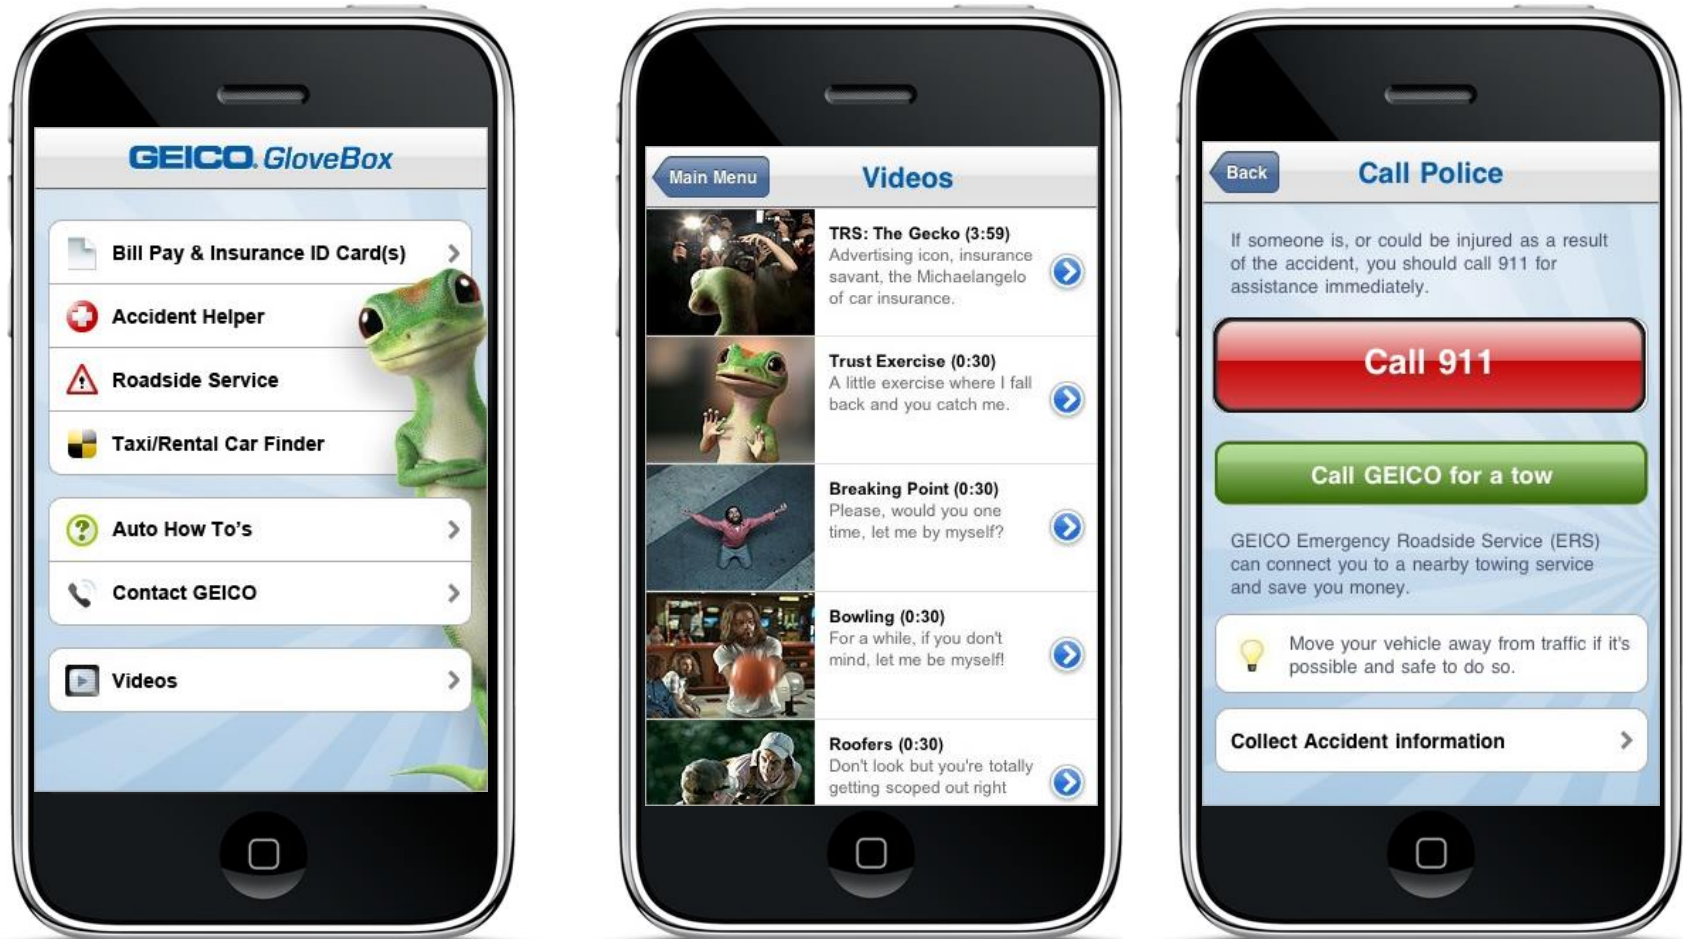 GEICO. GloveBox
Bill Pay & Insurance ID Card(s)
Accident Helper
Roadside Service
Taxi/Rental Car Finder
Auto How To's
Contact GEICO
Videos
Main Menu
Videos
TRS: The Gecko (3:59)
Advertising icon, insurance
savant, the Michaelangelo
of car insurance.
Trust Exercise (0:30)
A little exercise where I fall
back and you catch me.
Breaking Point (0:30)
Please, would you one
time, let me by myself?
Bowling (0:30)
For a while, if you don't
mind, let me be myself!
Roofers (0:30)
Don't look but you're totally
getting scoped out right
Back
Call Police
If someone is, or could be injured as a result
of the accident, you should call 911 for
assistance immediately.
Call 911
Call GEICO for a tow
GEICO Emergency Roadside Service (ERS)
can connect you to a nearby towing service
and save you money.
Move your vehicle away from traffic if it's
possible and safe to do so.
Collect Accident information